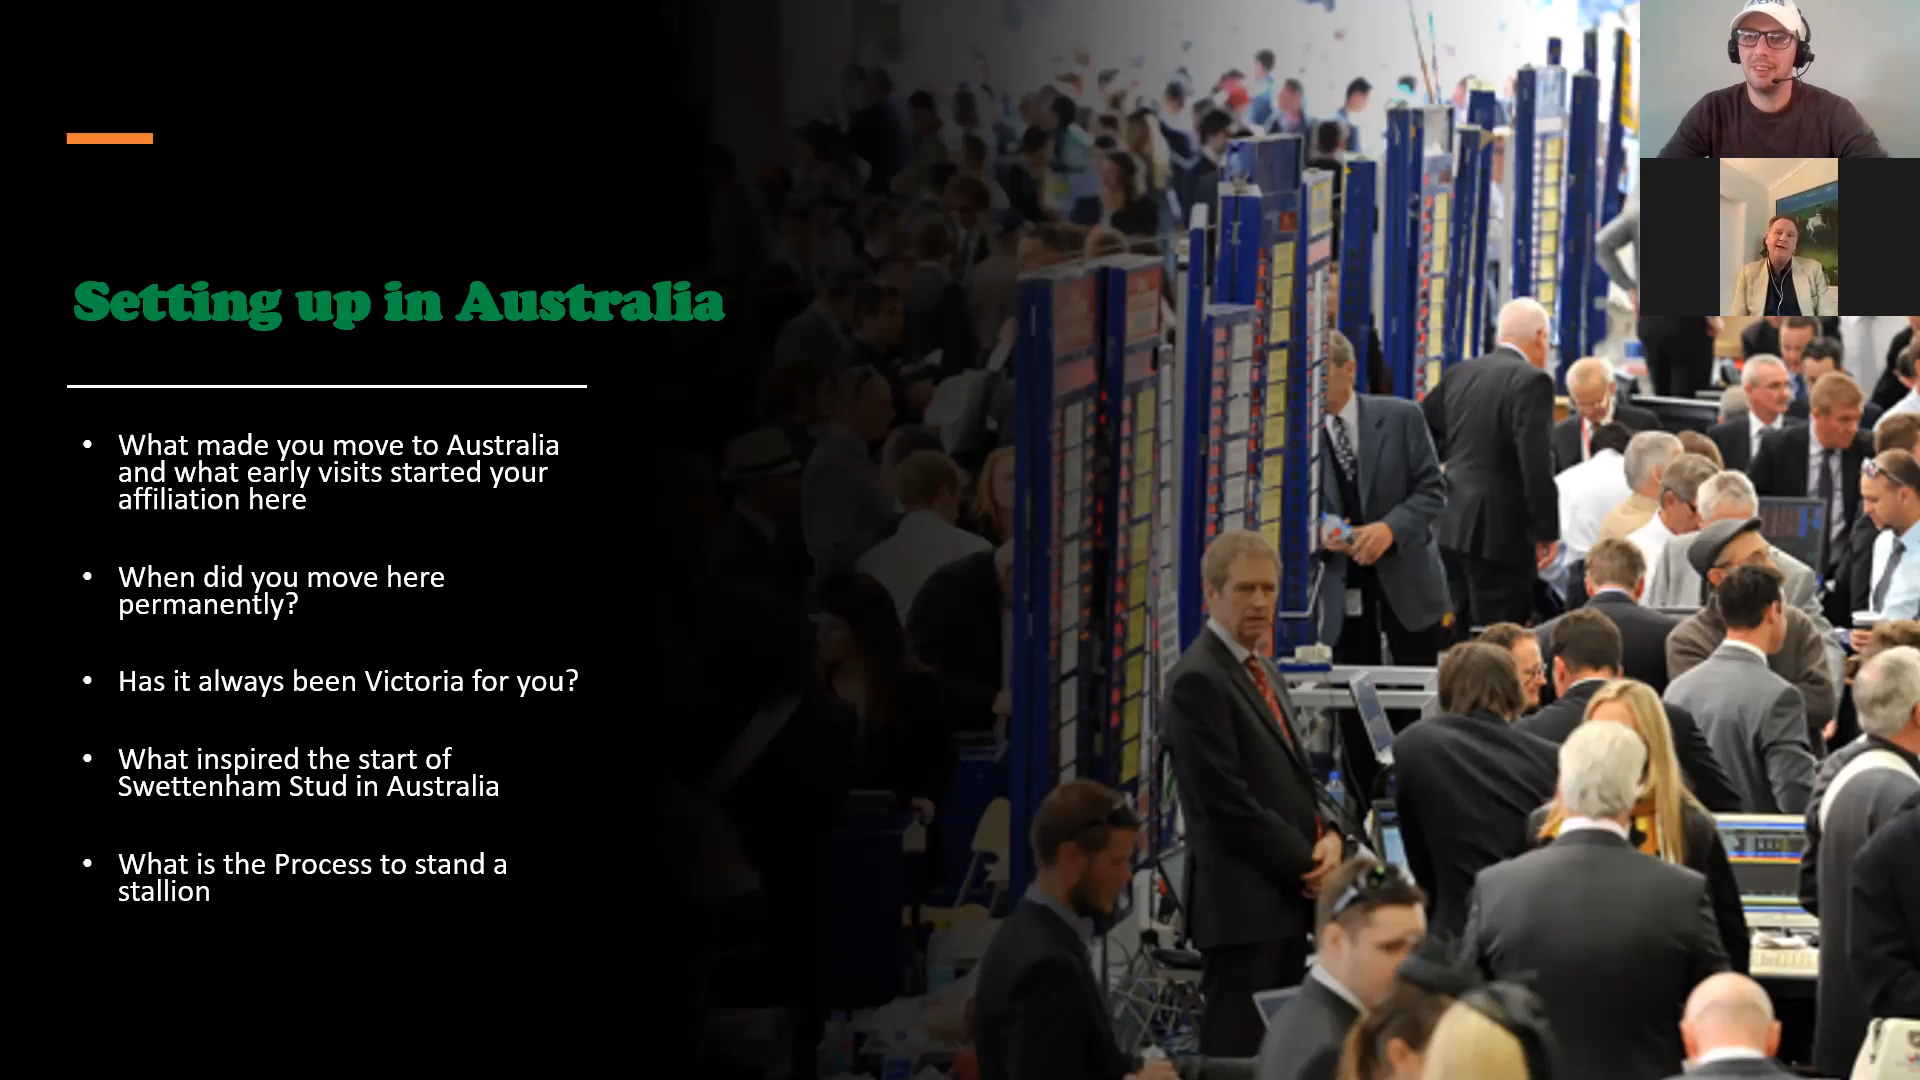 Setting up in Australia
• What made you move to Australia
and what early visits started your
affiliation here
• When did you move here
permanently?
• Has it always been Victoria for you?
• What inspired the start of
Swettenham Stud in Australia
• What is the Process to stand a
stallion